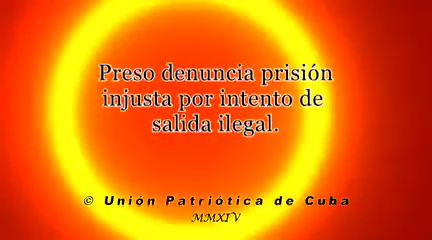 Preso denuncia prisión
injusta por intento de
salida ilegal.
© Unión Patriótica de Cuba
MMXIV